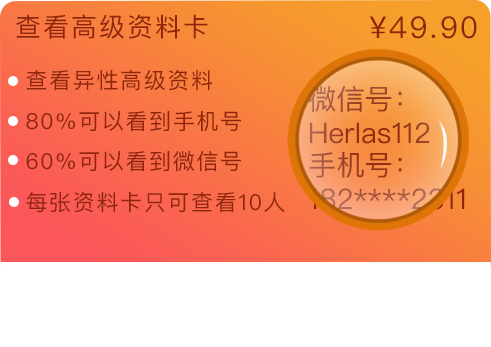 查看高级资料卡
¥49.90
查看异性高级资料
80%可以看到手机号
60%可以看到微信号
每张资料卡只可查看10人
微信号：
Herlas112
手机号：
182****2311